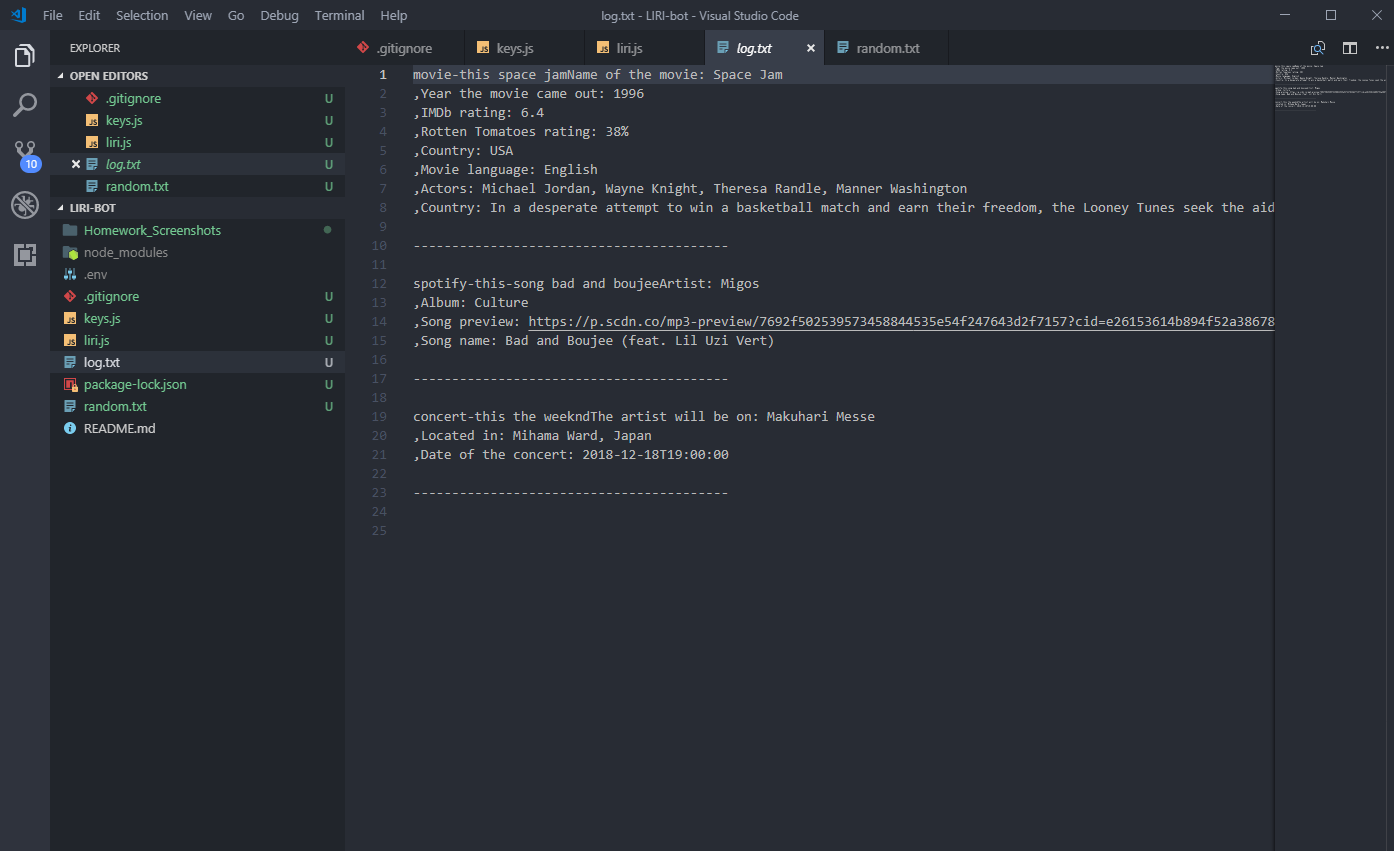 File Edit Selection View Go Debug Terminal Help
log.txt - LIRI-bot - Visual Studio Code
EXPLORER
OPEN EDITORS
.gitignore U
JS keys.js U
JS liri.js U
log.txt U
random.txt U
LIRI-BOT
Homework_Screenshots
node_modules
.env
.gitignore U
JS keys.js U
JS liri.js U
log.txt U
package-lock.json U
random.txt U
README.md
10
.gitignore JS keys.js JS liri.js log.txt random.txt
1 movie-this space jamName of the movie: Space Jam
2 ,Year the movie came out: 1996
3 ,IMDb rating: 6.4
4 ,Rotten Tomatoes rating: 38%
5 ,Country: USA
6 ,Movie language: English
7 ,Actors: Michael Jordan, Wayne Knight, Theresa Randle, Manner Washington
8 ,Country: In a desperate attempt to win a basketball match and earn their freedom, the Looney Tunes seek the aid
9
10 -----------------------------------------
11
12 spotify-this-song bad and boujeeArtist: Migos
13 ,Album: Culture
14 ,Song preview: https://p.scdn.co/mp3-preview/7692f502539573458844535e54f247643d2f7157?cid=e26153614b894f52a38678
15 ,Song name: Bad and Boujee (feat. Lil Uzi Vert)
16
17 -----------------------------------------
18
19 concert-this the weekndThe artist will be on: Makuhari Messe
20 ,Located in: Mihama Ward, Japan
21 ,Date of the concert: 2018-12-18T19:00:00
22
23 -----------------------------------------
24
25